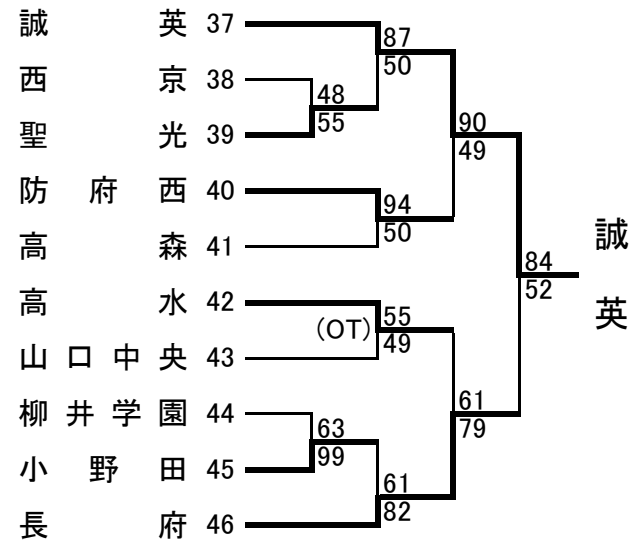 誠英 37
西京 38
聖光 39
防府西 40
高森 41
高水 42
山口中央 43
柳井学園 44
小野田 45
長府 46
48
55
63
99
87
50
94
50
(OT) 55
49
61
82
90
49
61
79
84
52
誠英